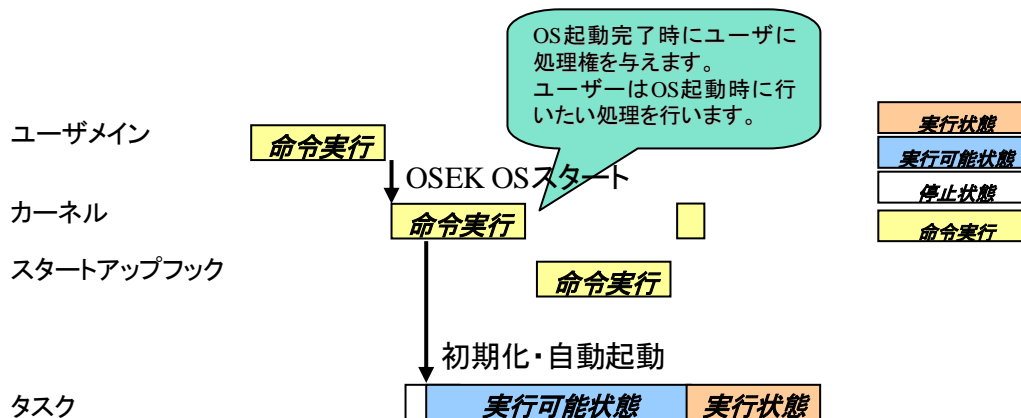 OS起動完了時にユーザに
処理権を与えます。
ユーザーはOS起動時に行
いたい処理を行います。
ユーザメイン
命令実行
実行状態
実行可能状態
OSEK OSスタート
停止状態
カーネル
命令実行
命令実行
スタートアップフック
命令実行
初期化・自動起動
タスク
実行可能状態
実行状態